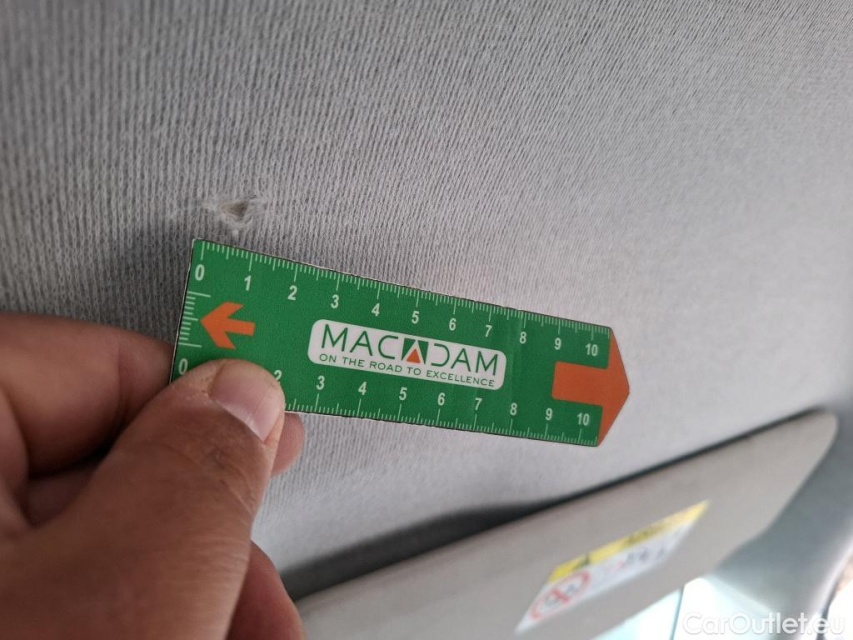 0 1 2 3 4 5 6 7 8 9 10
MACADAM
ON THE ROAD TO EXCELLENCE
0 2 3 4 5 6 7 8 9 10
CarOutlet.eu